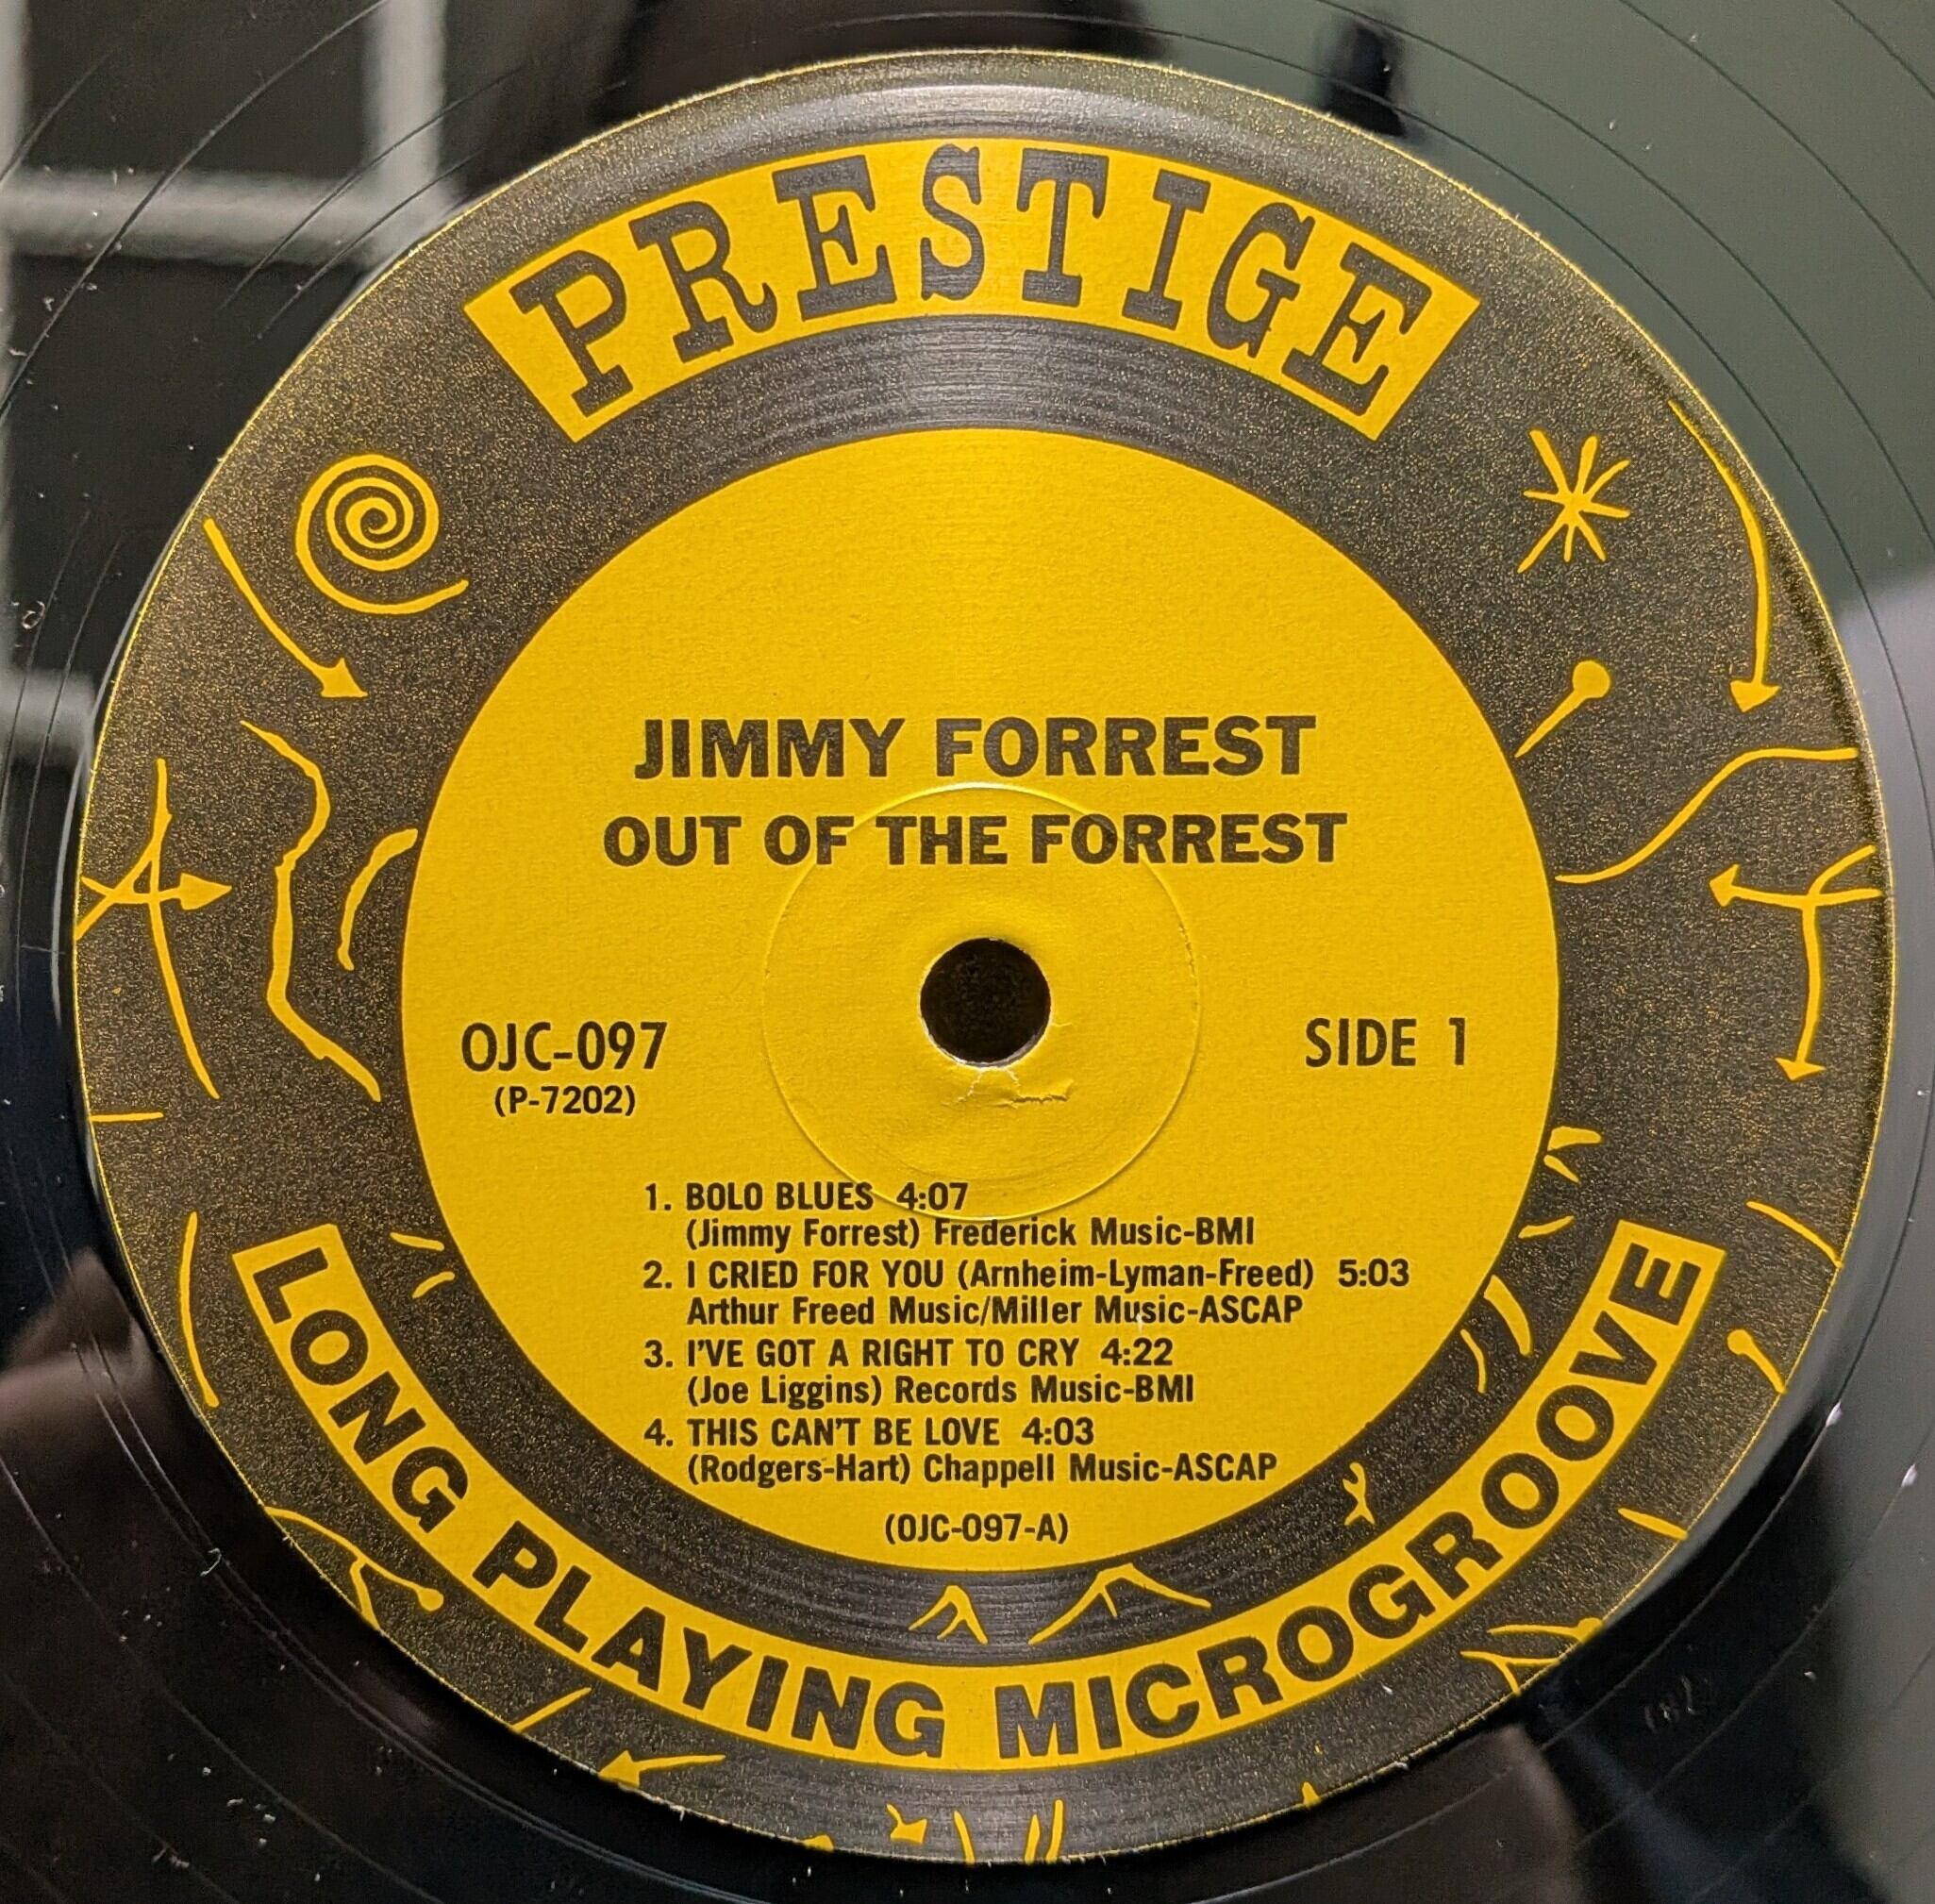 PRESTIGE
JIMMY FORREST
OUT OF THE FORREST
OJC-097
(P-7202)
SIDE 1
1. BOLO BLUES 4:07
(Jimmy Forrest) Frederick Music-BMI
2. I CRIED FOR YOU (Arnheim-Lyman-Freed) 5:03
Arthur Freed Music/Miller Music-ASCAP
3. I'VE GOT A RIGHT TO CRY 4:22
(Joe Liggins) Records Music-BMI
4. THIS CAN'T BE LOVE 4:03
(Rodgers-Hart) Chappell Music-ASCAP
(OJC-097-A)
LONG PLAYING MICROGROOVE